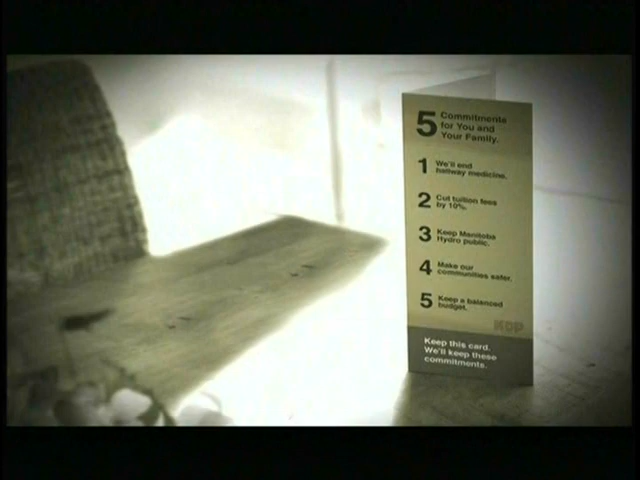 5 Commitments
for You and
Your Family.
1 We'll end
hallway medicine.
2 Cut tuition fees
by 10%.
3 Keep Manitoba
Hydro public.
4 Make our
communities safer.
5 Keep a balanced
budget.
Keep this card.
We'll keep these
commitments.